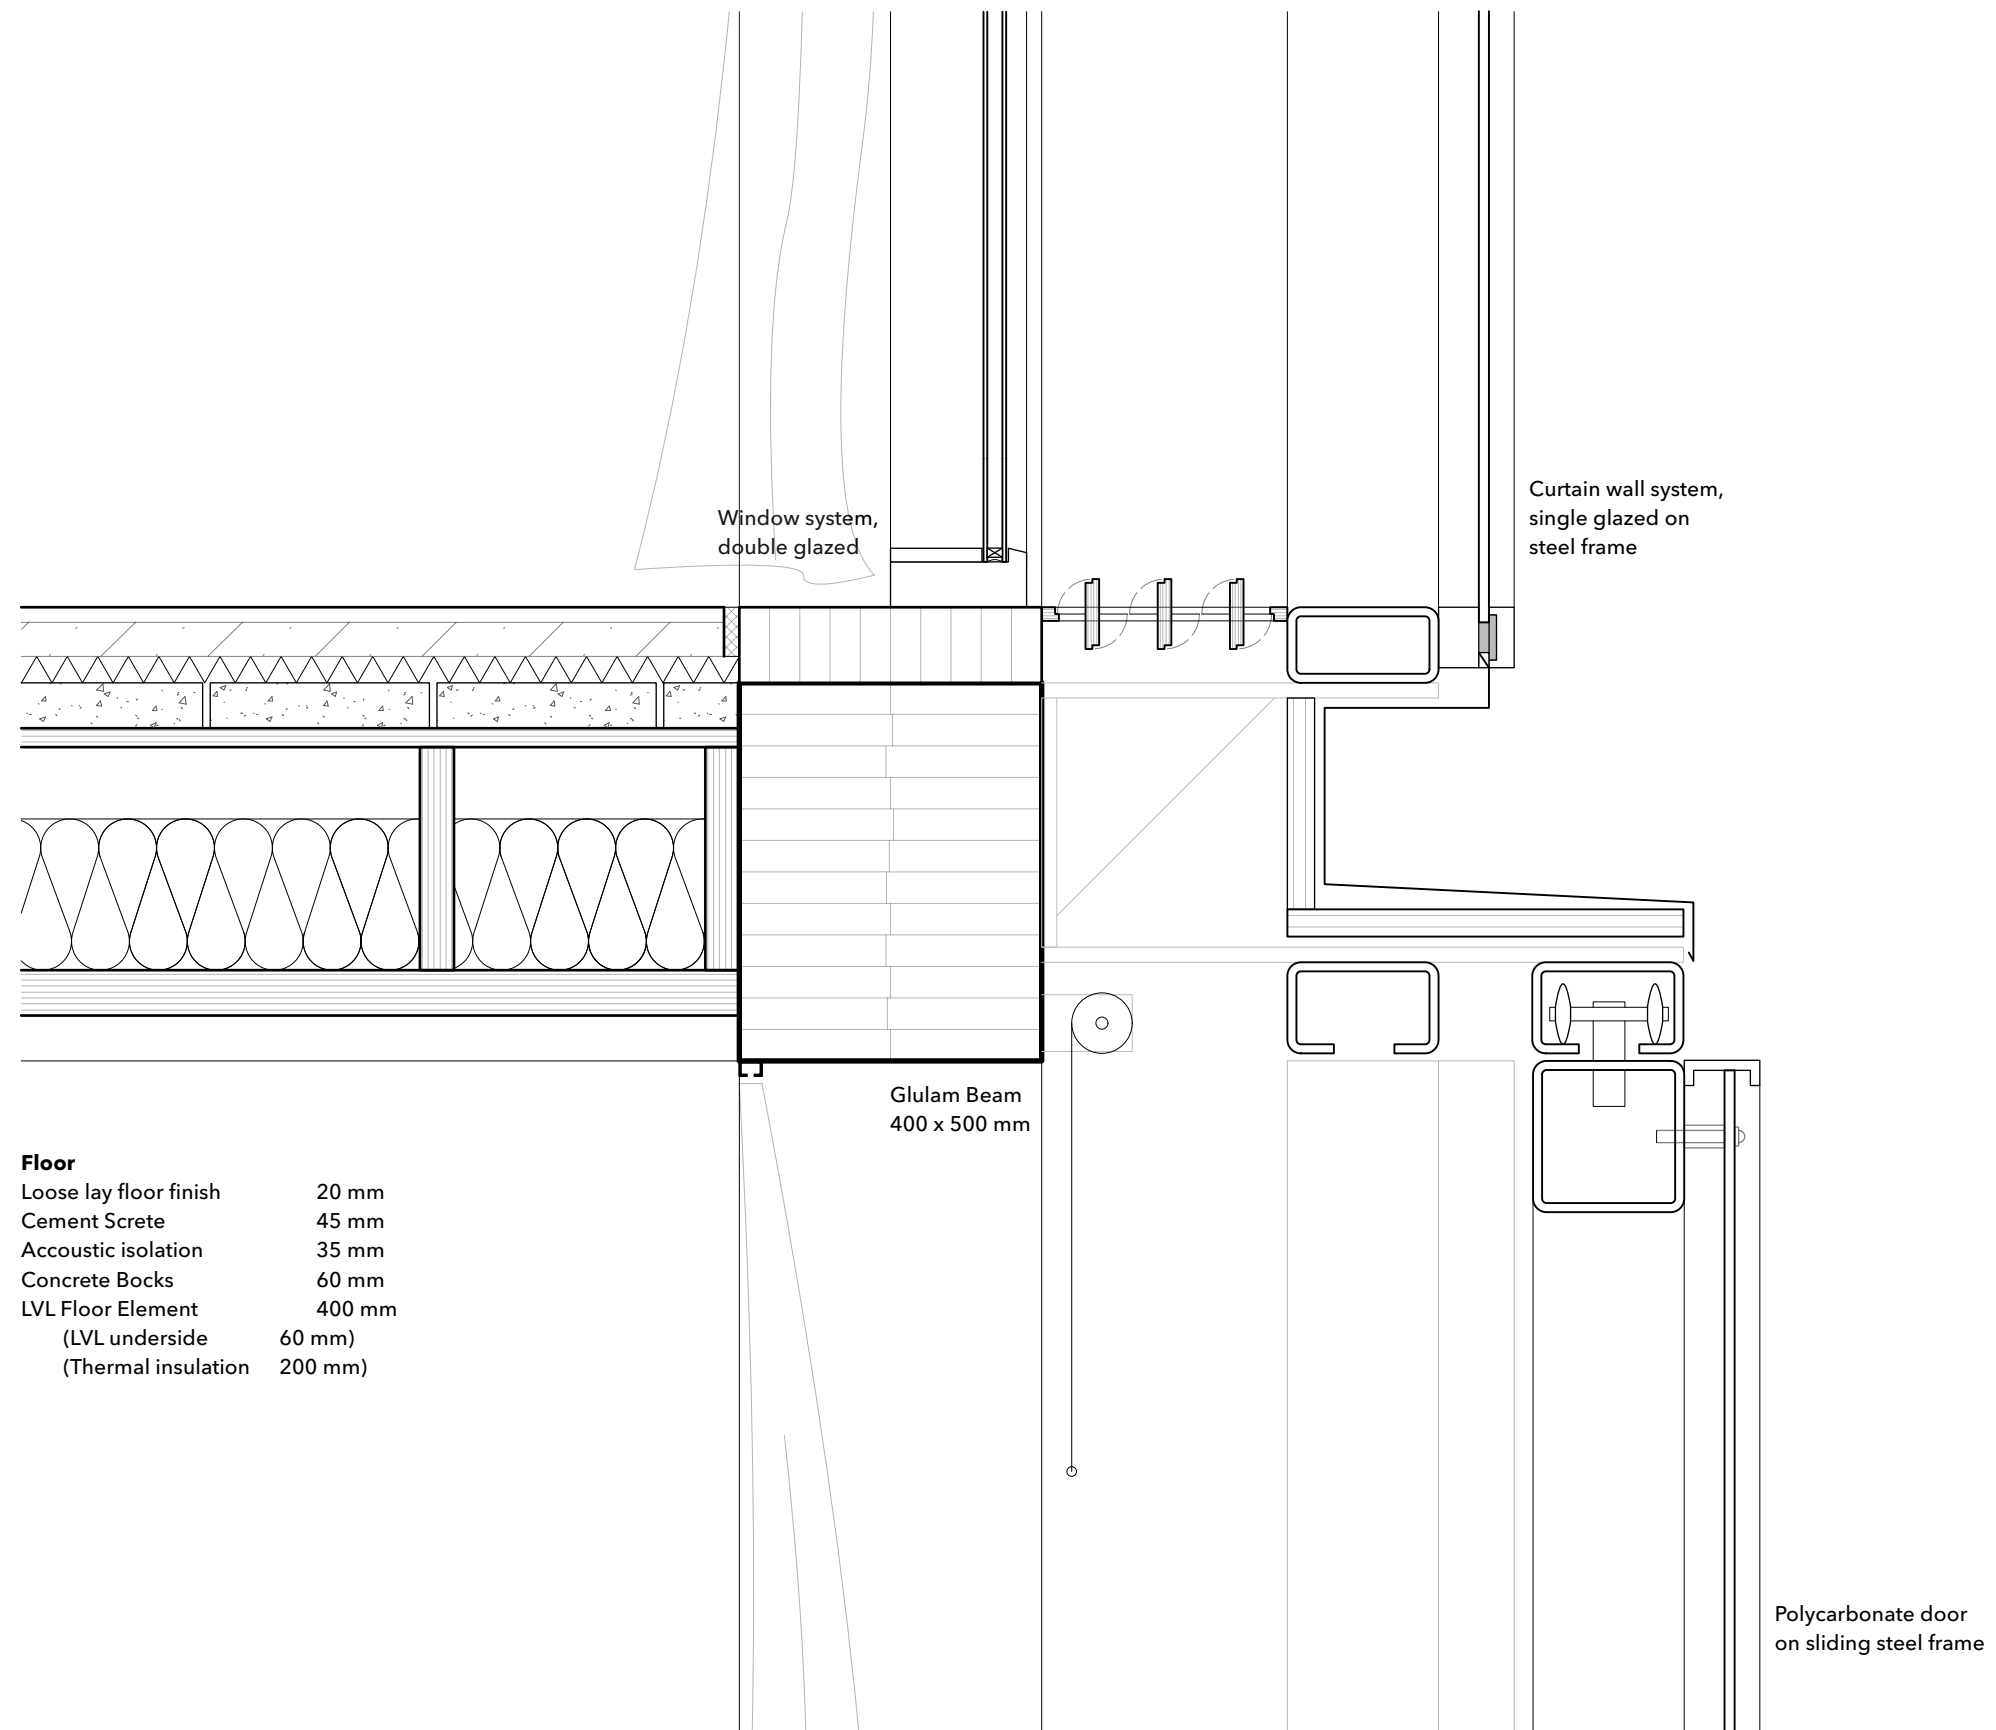 Window system,
double glazed
Curtain wall system,
single glazed on
steel frame
Glulam Beam
400 x 500 mm
Floor
Loose lay floor finish 20 mm
Cement Screte 45 mm
Accoustic isolation 35 mm
Concrete Bocks 60 mm
LVL Floor Element 400 mm
(LVL underside 60 mm)
(Thermal insulation 200 mm)
Polycarbonate door
on sliding steel frame